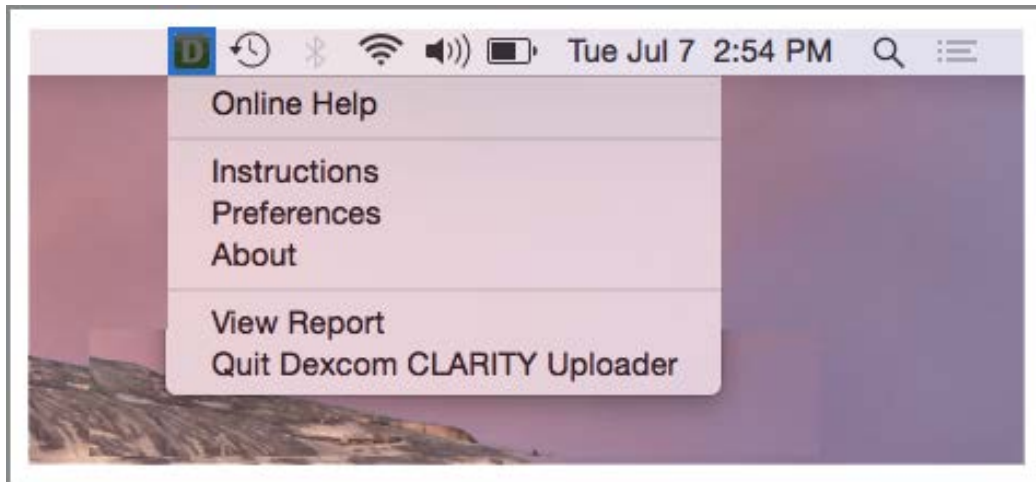 D
Tue Jul 7 2:54 PM
Online Help
Instructions
Preferences
About
View Report
Quit Dexcom CLARITY Uploader